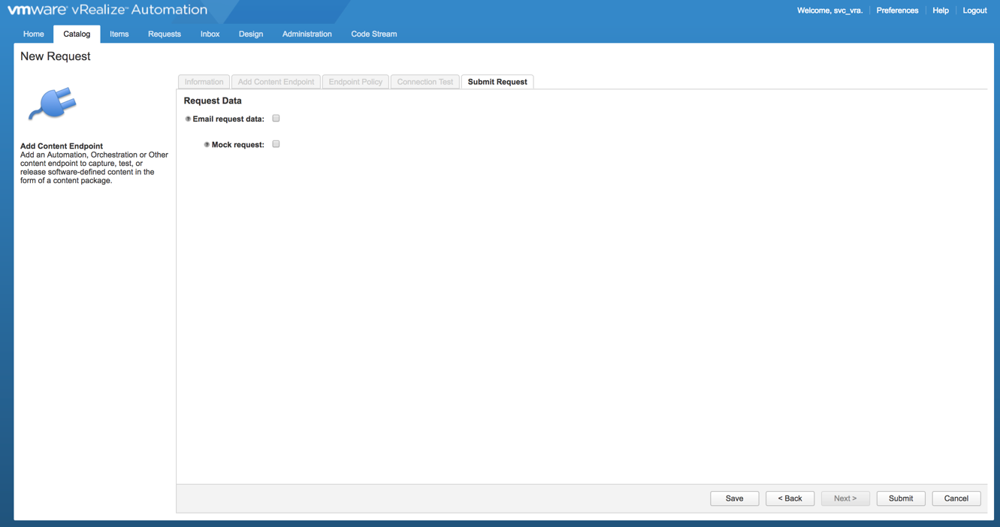 vmware® vRealize™ Automation
Welcome, svc_vra. Preferences Help Logout
Home Catalog Items Requests Inbox Design Administration Code Stream
New Request
Information Add Content Endpoint Endpoint Policy Connection Test Submit Request
Request Data
? Email request data:
? Mock request:
Add Content Endpoint
Add an Automation, Orchestration or Other
content endpoint to capture, test, or
release software-defined content in the
form of a content package.
Save < Back Next > Submit Cancel